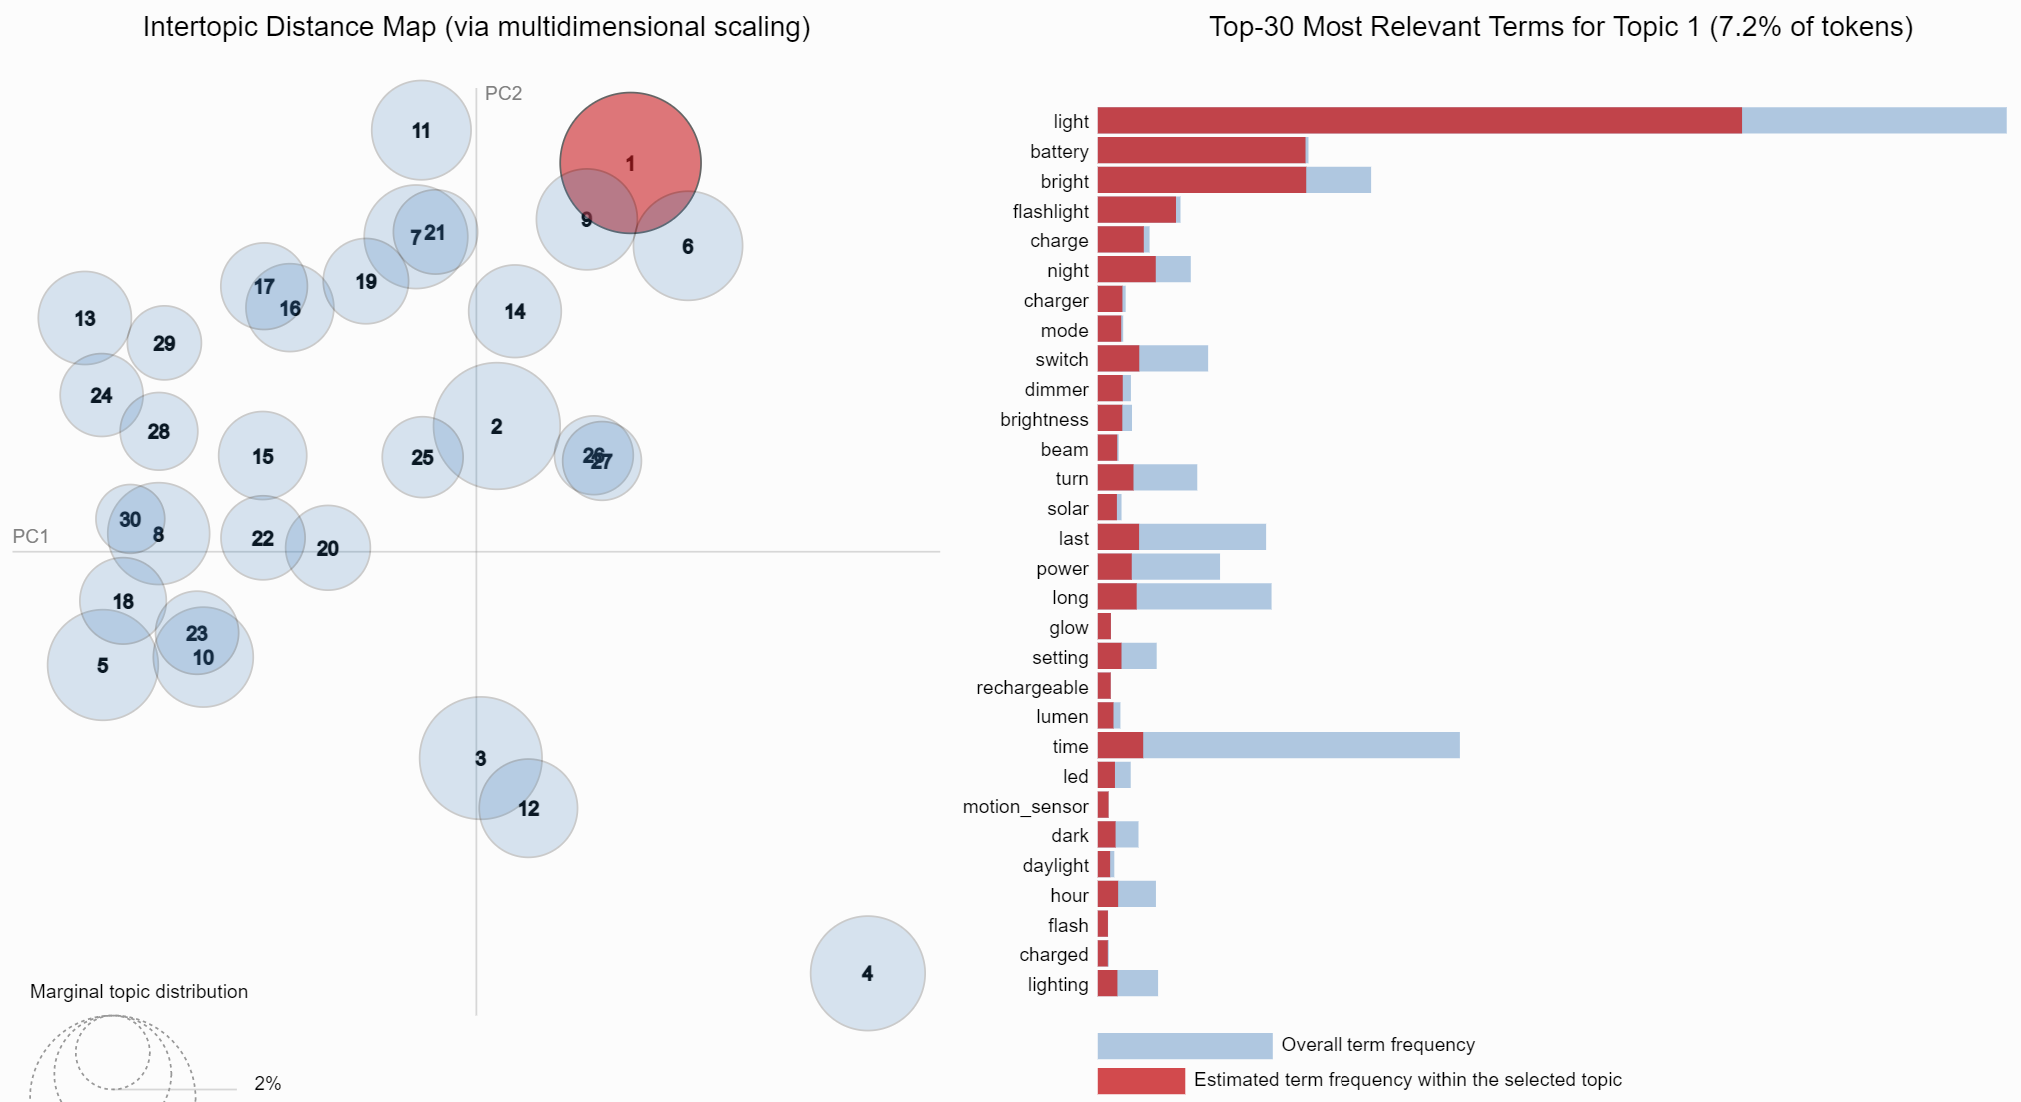 Intertopic Distance Map (via multidimensional scaling)
PC2
PC1
11
1
9
6
7
21
19
17
16
14
13
29
24
28
15
2
25
26
27
30
8
22
20
18
23
10
5
3
12
4
Marginal topic distribution
2%
Top-30 Most Relevant Terms for Topic 1 (7.2% of tokens)
light
battery
bright
flashlight
charge
night
charger
mode
switch
dimmer
brightness
beam
turn
solar
last
power
long
glow
setting
rechargeable
lumen
time
led
motion_sensor
dark
daylight
hour
flash
charged
lighting
Overall term frequency
Estimated term frequency within the selected topic